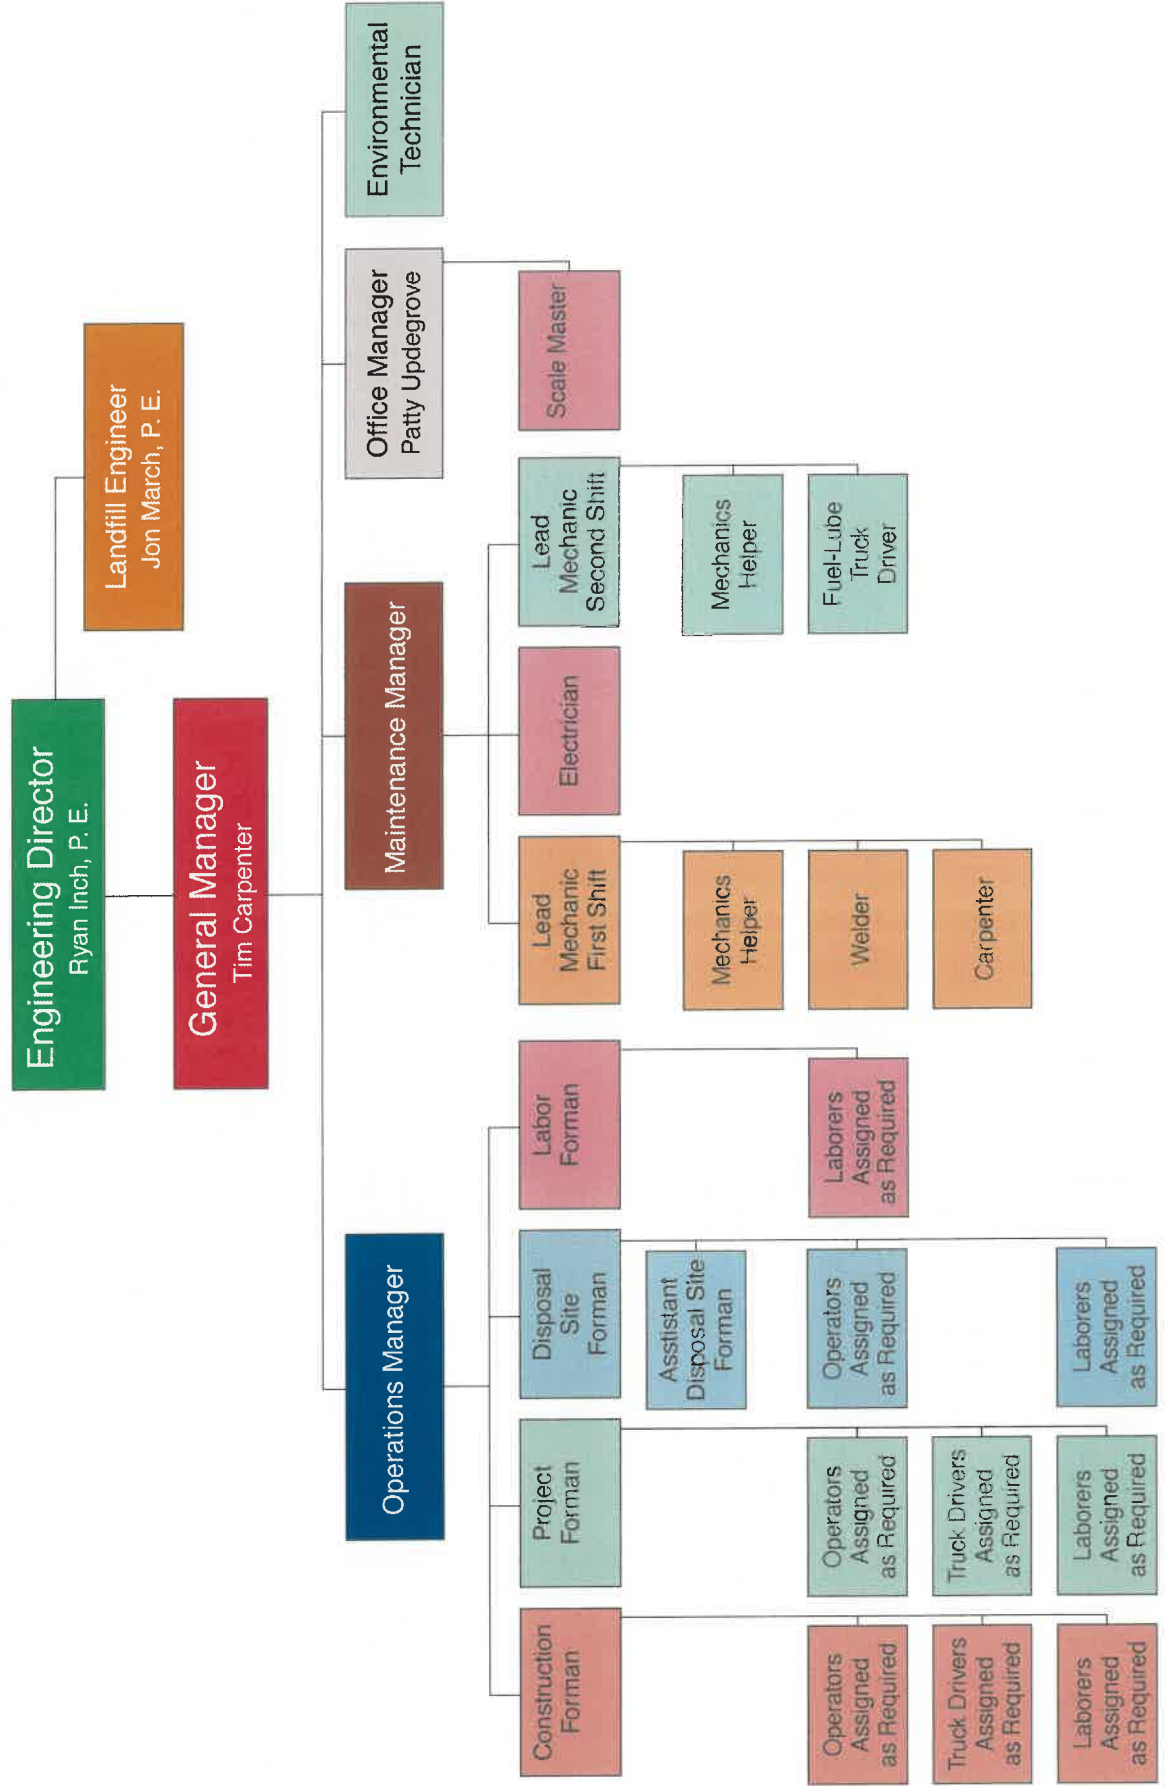 Engineering Director
Ryan Inch, P. E.
Landfill Engineer
Jon March, P. E.
General Manager
Tim Carpenter
Operations Manager
Maintenance Manager
Office Manager
Patty Updegrove
Environmental
Technician
Construction
Forman
Project
Forman
Disposal
Site
Forman
Labor
Forman
Lead
Mechanic
First Shift
Electrician
Lead
Mechanic
Second Shift
Scale Master
Asstistant
Disposal Site
Forman
Mechanics
Helper
Mechanics
Helper
Operators
Assigned
as Required
Operators
Assigned
as Required
Operators
Assigned
as Required
Laborers
Assigned
as Required
Welder
Fuel-Lube
Truck
Driver
Truck Drivers
Assigned
as Required
Truck Drivers
Assigned
as Required
Carpenter
Laborers
Assigned
as Required
Laborers
Assigned
as Required
Laborers
Assigned
as Required